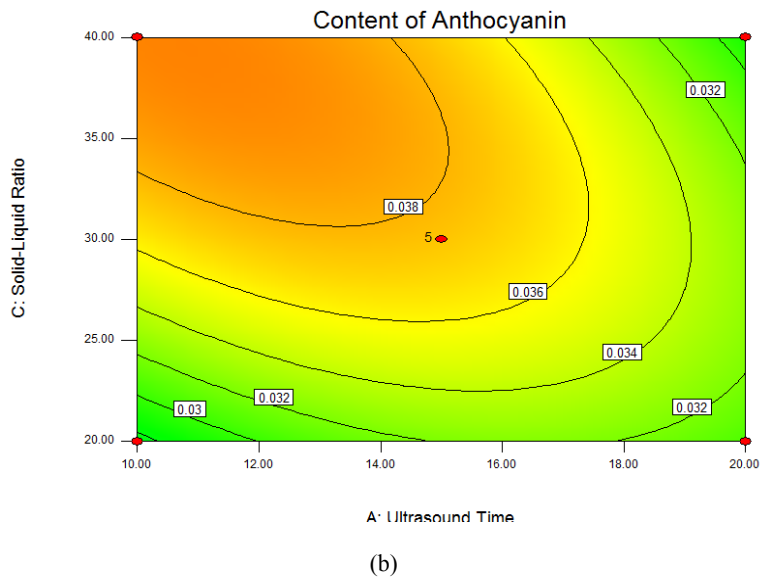 Content of Anthocyanin
40.00
35.00
30.00
25.00
20.00
C: Solid-Liquid Ratio
0.032
0.038
5
0.036
0.034
0.03
0.032
0.032
10.00 12.00 14.00 16.00 18.00 20.00
A: Ultrasound Time
(b)